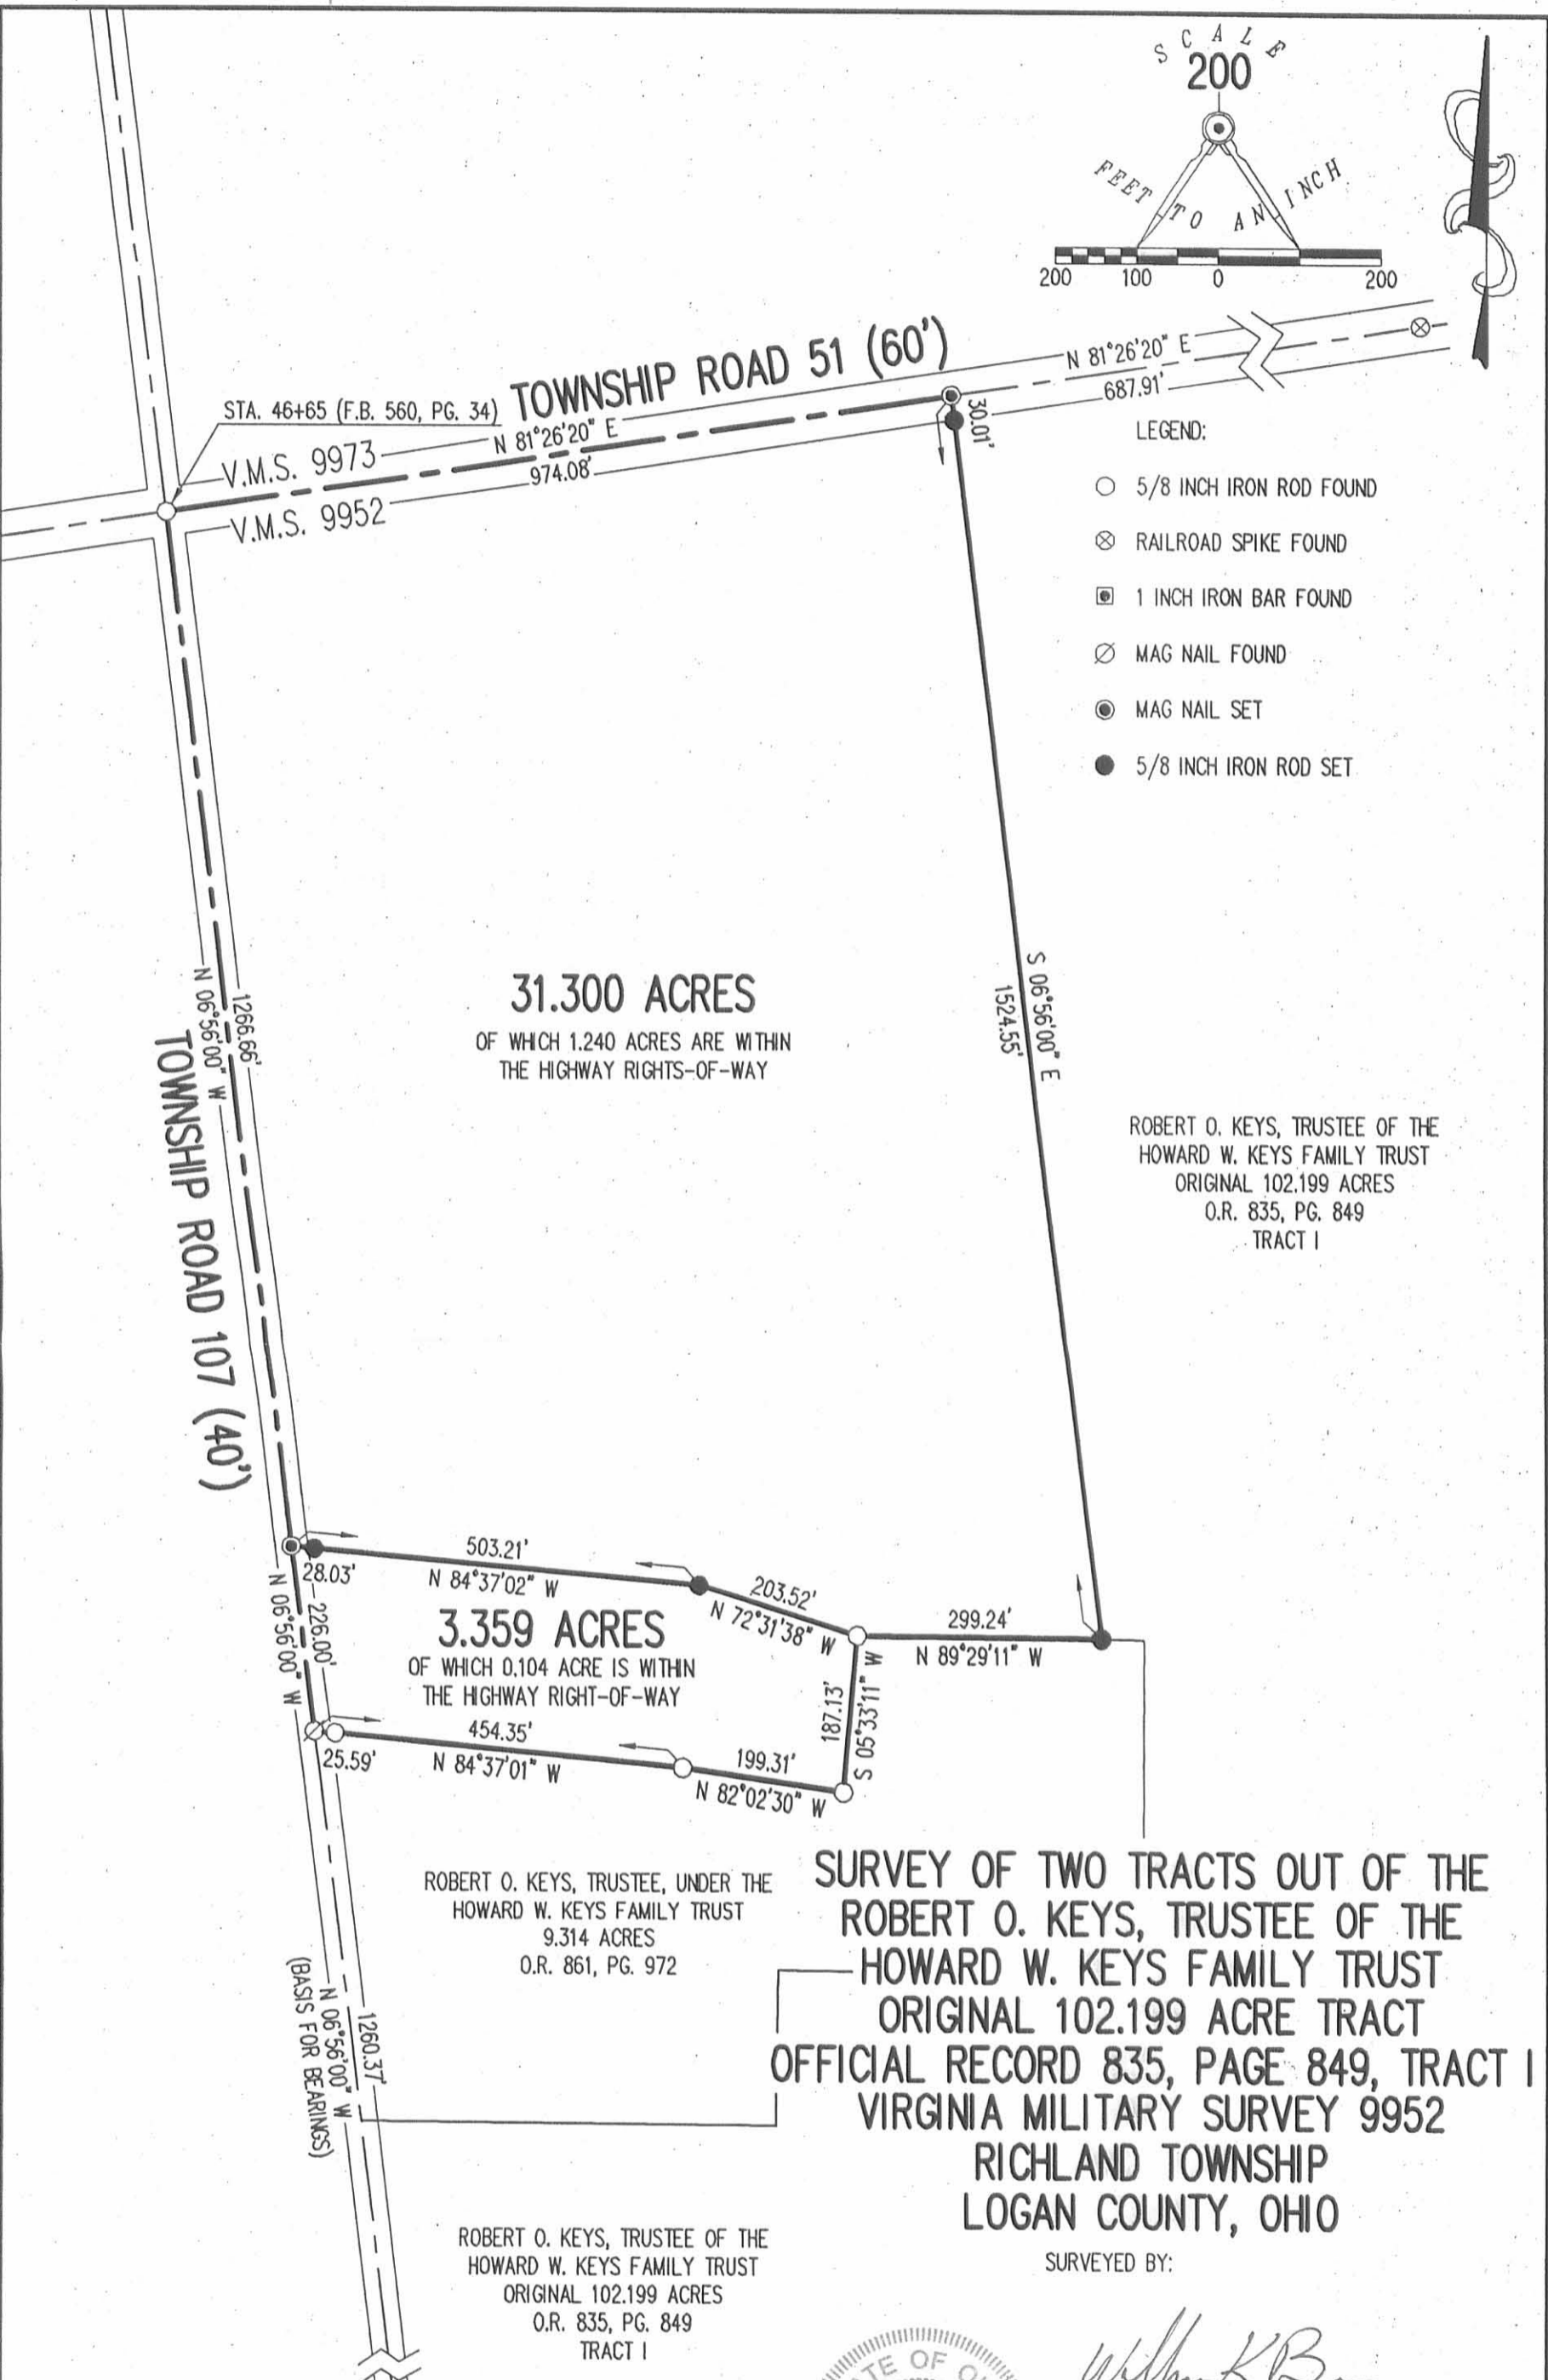 SCALE
200
FEET TO AN INCH
200 100 0 200
TOWNSHIP ROAD 51 (60')
N 81°26'20" E
687.91'
STA. 46+65 (F.B. 560, PG. 34)
V.M.S. 9973
N 81°26'20" E
974.08'
V.M.S. 9952
30.01'
LEGEND:
5/8 INCH IRON ROD FOUND
RAILROAD SPIKE FOUND
1 INCH IRON BAR FOUND
MAG NAIL FOUND
MAG NAIL SET
5/8 INCH IRON ROD SET
S 06°56'00" E
1524.55'
1266.66'
N 06°56'00" W
TOWNSHIP ROAD 107 (40')
31.300 ACRES
OF WHICH 1.240 ACRES ARE WITHIN
THE HIGHWAY RIGHTS-OF-WAY
ROBERT O. KEYS, TRUSTEE OF THE
HOWARD W. KEYS FAMILY TRUST
ORIGINAL 102.199 ACRES
O.R. 835, PG. 849
TRACT I
503.21'
28.03'
N 84°37'02" W
203.52'
N 72°31'38" W
299.24'
N 89°29'11" W
226.00'
N 06°56'00" W
3.359 ACRES
OF WHICH 0.104 ACRE IS WITHIN
THE HIGHWAY RIGHT-OF-WAY
187.13'
S 05°33'11" W
454.35'
25.59'
N 84°37'01" W
199.31'
N 82°02'30" W
ROBERT O. KEYS, TRUSTEE, UNDER THE
HOWARD W. KEYS FAMILY TRUST
9.314 ACRES
O.R. 861, PG. 972
1260.37'
N 06°56'00" W
(BASIS FOR BEARINGS)
SURVEY OF TWO TRACTS OUT OF THE
ROBERT O. KEYS, TRUSTEE OF THE
HOWARD W. KEYS FAMILY TRUST
ORIGINAL 102.199 ACRE TRACT
OFFICIAL RECORD 835, PAGE 849, TRACT I
VIRGINIA MILITARY SURVEY 9952
RICHLAND TOWNSHIP
LOGAN COUNTY, OHIO
SURVEYED BY:
ROBERT O. KEYS, TRUSTEE OF THE
HOWARD W. KEYS FAMILY TRUST
ORIGINAL 102.199 ACRES
O.R. 835, PG. 849
TRACT I
OF